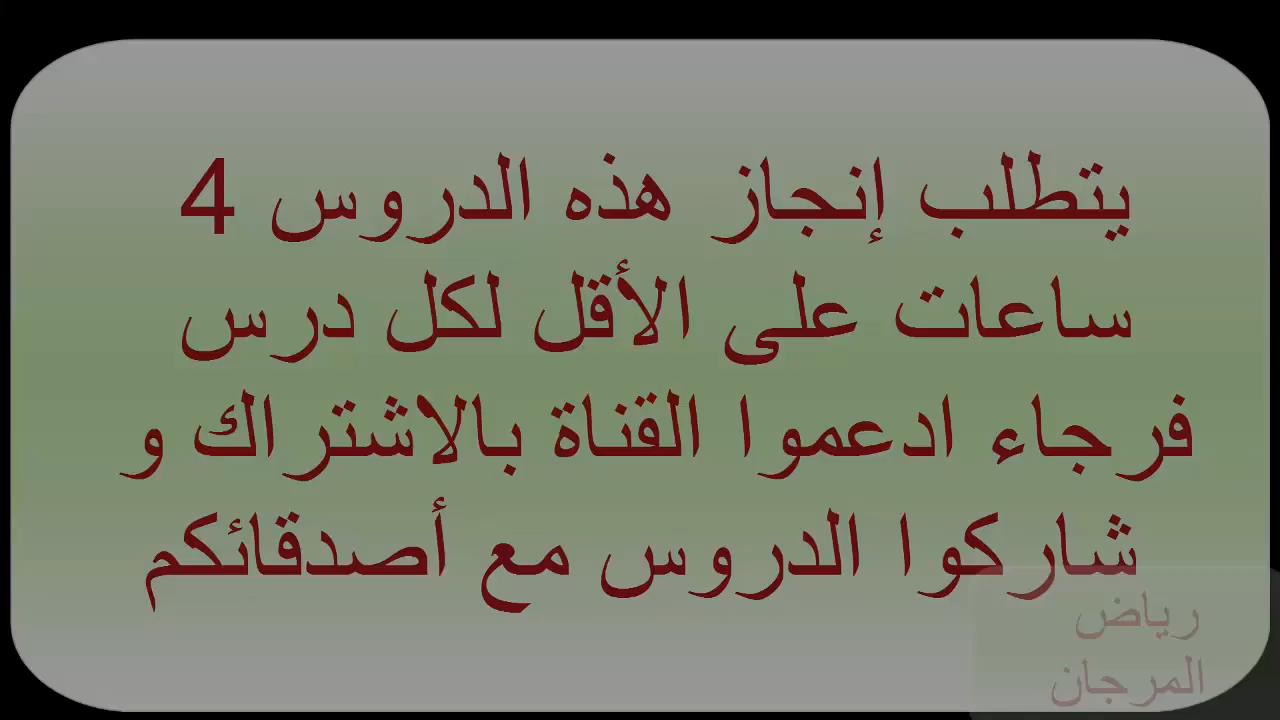 يتطلب إنجاز هذه الدروس 4
ساعات على الأقل لكل درس
فرجاء ادعموا القناة بالاشتراك و
شاركوا الدروس مع أصدقائكم
رياض
المرجان